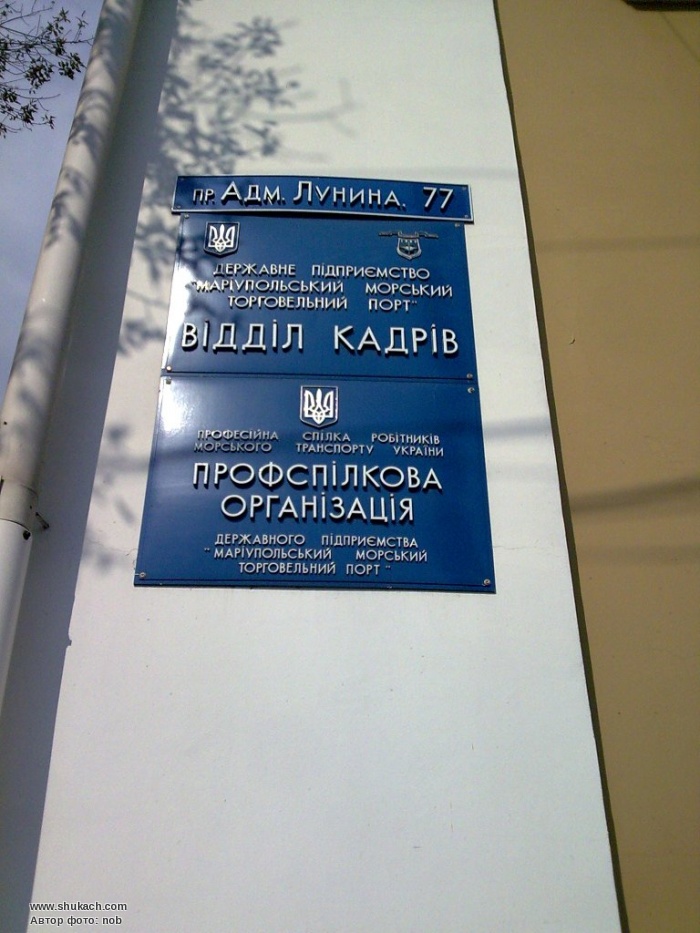 ПР. АДМ. ЛУНИНА. 77
ДЕРЖАВНЕ ПІДПРИЄМСТВО
"МАРІУПОЛЬСЬКИЙ МОРСЬКИЙ
ТОРГОВЕЛЬНИЙ ПОРТ"
ВІДДІЛ КАДРІВ
ПРОФЕСІЙНА СПІЛКА РОБІТНИКІВ
МОРСЬКОГО ТРАНСПОРТУ УКРАЇНИ
ПРОФСПІЛКОВА
ОРГАНІЗАЦІЯ
ДЕРЖАВНОГО ПІДПРИЄМСТВА
"МАРІУПОЛЬСЬКИЙ МОРСЬКИЙ
ТОРГОВЕЛЬНИЙ ПОРТ"
www.shukach.com
Автор фото: nob